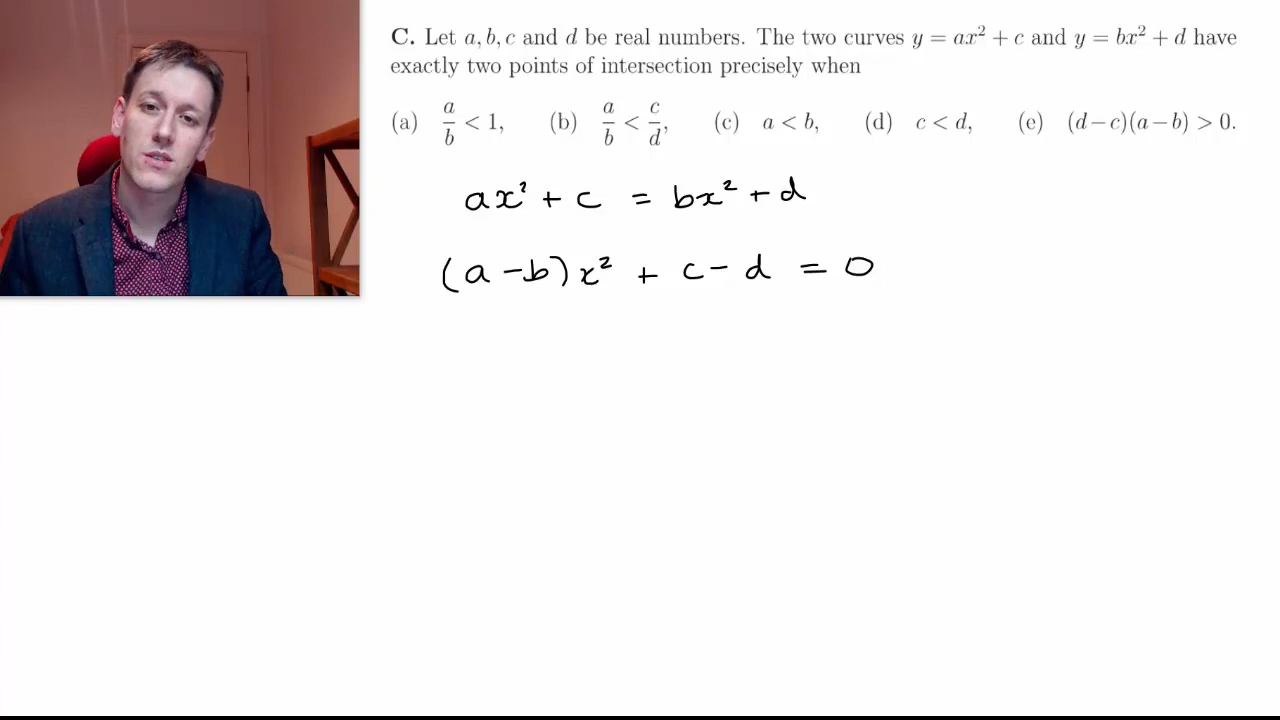 C. Let a, b, c and d be real numbers. The two curves y = ax² + c and y = bx² + d have
exactly two points of intersection precisely when
(a) a/b < 1, (b) a/b < c/d, (c) a < b, (d) c < d, (e) (d−c)(a−b) > 0.
ax² + c = bx² + d
(a − b)x² + c − d = 0